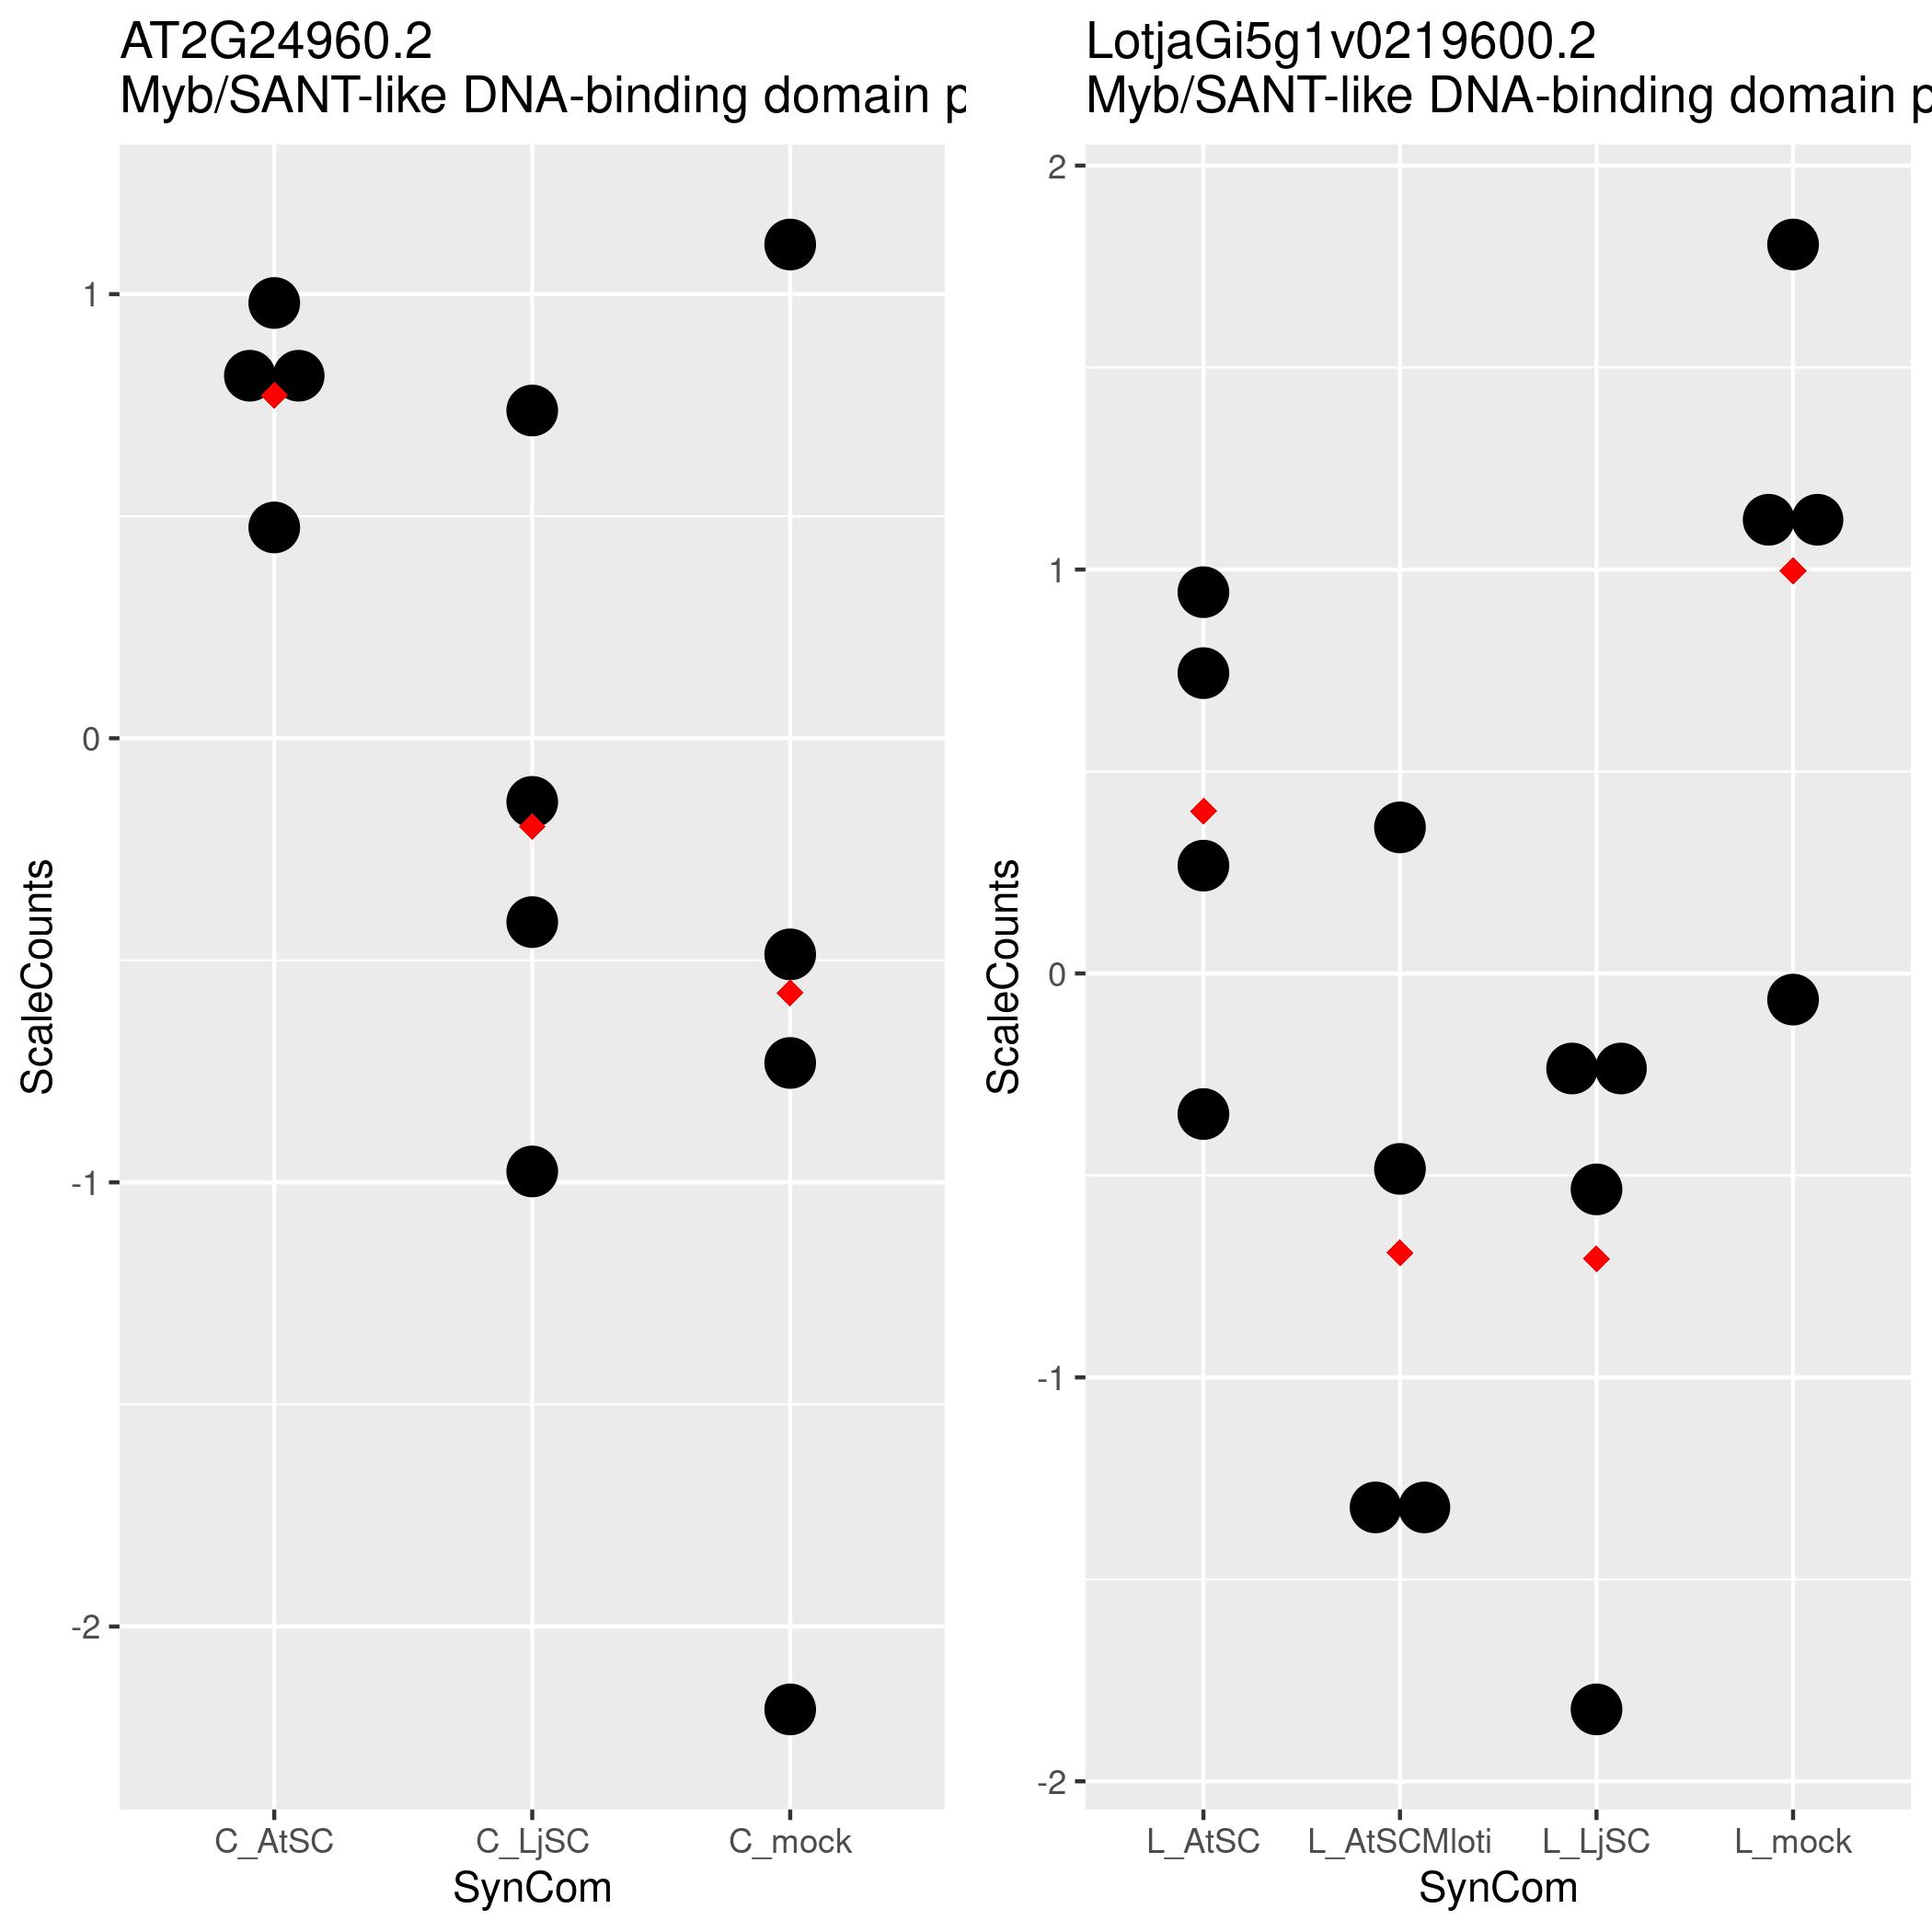 AT2G24960.2
Myb/SANT-like DNA-binding domain p
ScaleCounts
1
0
-1
-2
C_AtSC C_LjSC C_mock
SynCom
LotjaGi5g1v0219600.2
Myb/SANT-like DNA-binding domain p
ScaleCounts
2
1
0
-1
-2
L_AtSC L_AtSCMloti L_LjSC L_mock
SynCom